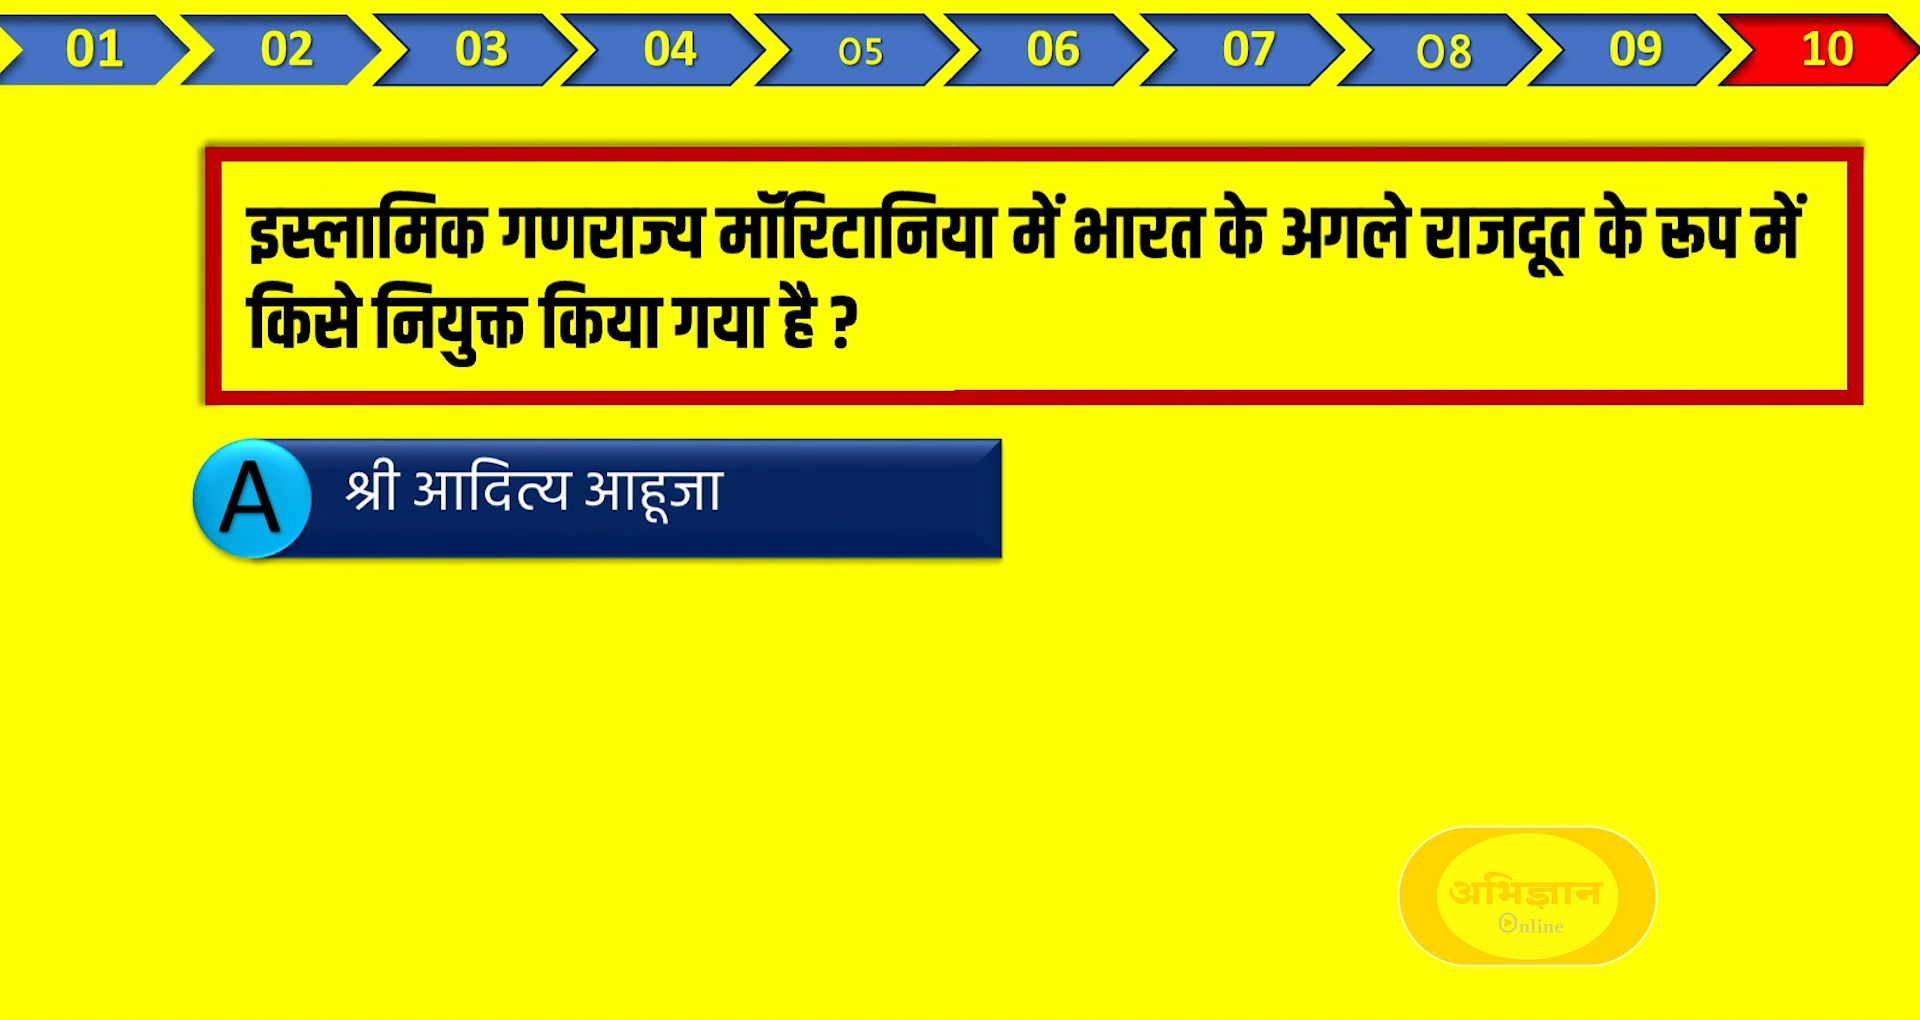 01 02 03 04 05 06 07 08 09 10
इस्लामिक गणराज्य मॉरिटानिया में भारत के अगले राजदूत के रूप में
किसे नियुक्त किया गया है ?
A श्री आदित्य आहूजा
अभिज्ञान
Online